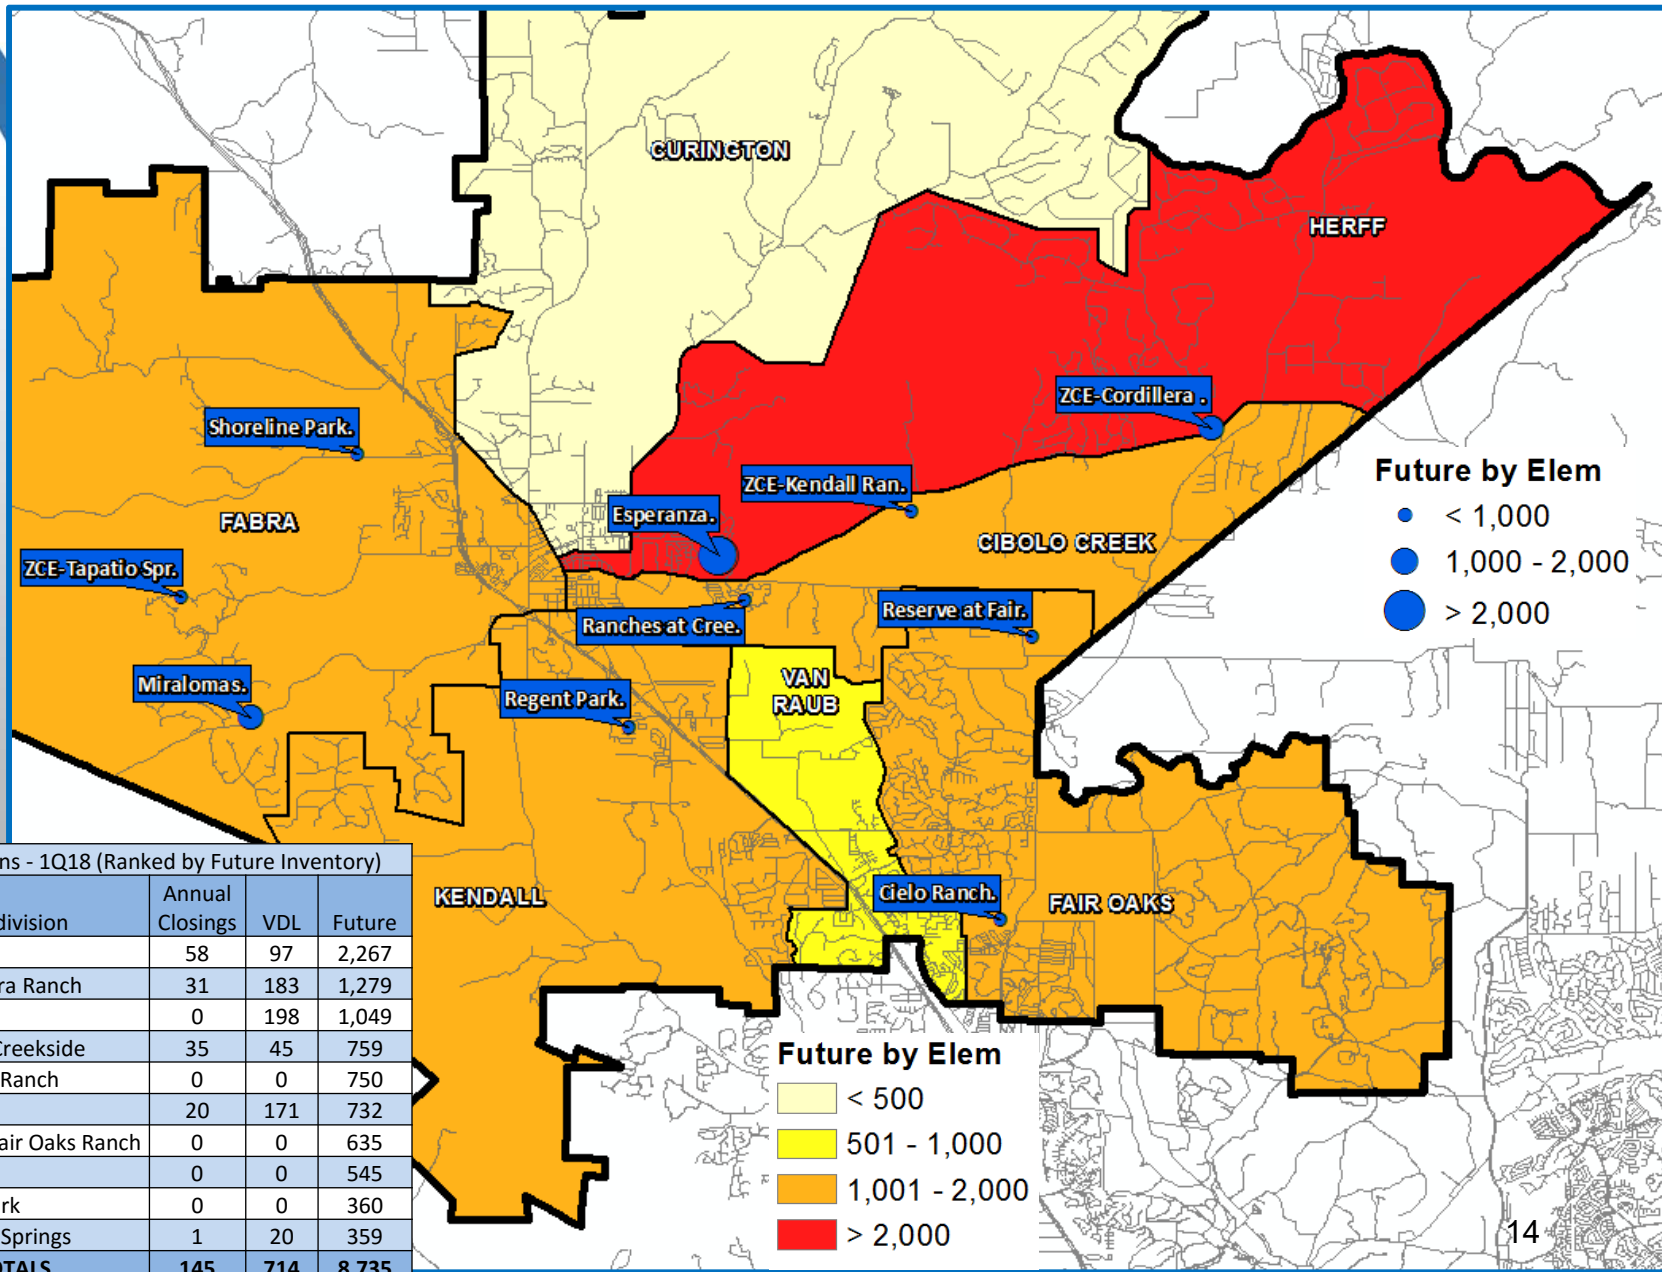 CURINGTON
HERFF
ZCE-Cordillera .
Shoreline Park.
ZCE-Kendall Ran.
Esperanza.
FABRA
CIBOLO CREEK
ZCE-Tapatio Spr.
Ranches at Cree.
Reserve at Fair.
VAN
RAUB
Miralomas.
Regent Park.
KENDALL
Cielo Ranch.
FAIR OAKS
Future by Elem
< 1,000
1,000 - 2,000
> 2,000
Future by Elem
< 500
501 - 1,000
1,001 - 2,000
> 2,000
ns - 1Q18 (Ranked by Future Inventory)
Annual
division Closings VDL Future
58 97 2,267
ra Ranch 31 183 1,279
0 198 1,049
Creekside 35 45 759
Ranch 0 0 750
20 171 732
air Oaks Ranch 0 0 635
0 0 545
rk 0 0 360
Springs 1 20 359
OTALS 145 714 8,735
14